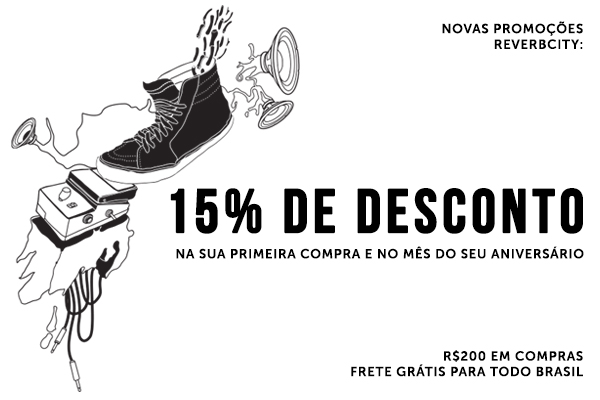 NOVAS PROMOÇÕES
REVERBCITY:
15% DE DESCONTO
NA SUA PRIMEIRA COMPRA E NO MÊS DO SEU ANIVERSÁRIO
R$200 EM COMPRAS
FRETE GRÁTIS PARA TODO BRASIL